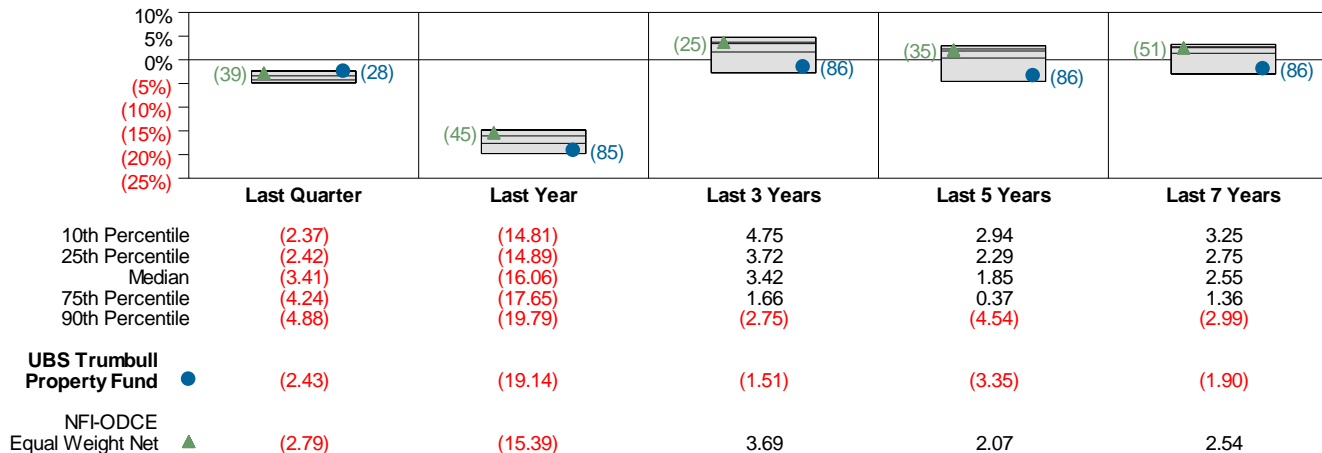 10%
5%
0%
(5%)
(10%)
(15%)
(20%)
(25%)
(39) (28)
(45) (85)
(25) (86)
(35) (86)
(51) (86)
Last Quarter Last Year Last 3 Years Last 5 Years Last 7 Years
10th Percentile (2.37) (14.81) 4.75 2.94 3.25
25th Percentile (2.42) (14.89) 3.72 2.29 2.75
Median (3.41) (16.06) 3.42 1.85 2.55
75th Percentile (4.24) (17.65) 1.66 0.37 1.36
90th Percentile (4.88) (19.79) (2.75) (4.54) (2.99)
UBS Trumbull
Property Fund (2.43) (19.14) (1.51) (3.35) (1.90)
NFI-ODCE
Equal Weight Net (2.79) (15.39) 3.69 2.07 2.54